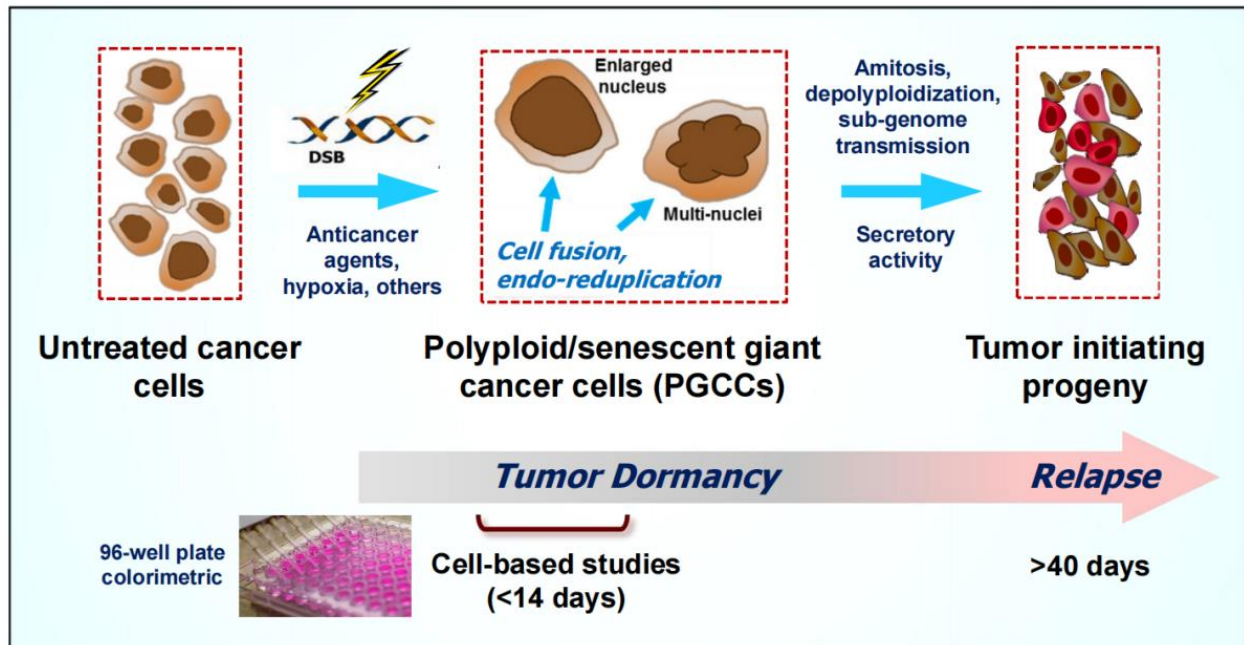 DSB
Anticancer
agents,
hypoxia, others
Enlarged
nucleus
Multi-nuclei
Cell fusion,
endo-reduplication
Amitosis,
depolyploidization,
sub-genome
transmission
Secretory
activity
Untreated cancer
cells
Polyploid/senescent giant
cancer cells (PGCCs)
Tumor initiating
progeny
Tumor Dormancy
Relapse
96-well plate
colorimetric
Cell-based studies
(<14 days)
>40 days